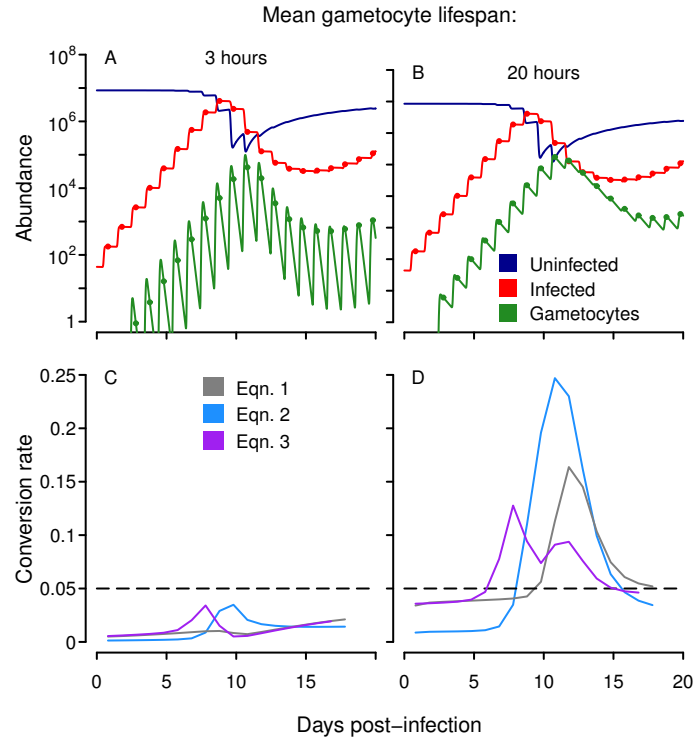 Mean gametocyte lifespan:
A
3 hours
B
20 hours
10^8
10^6
10^4
10^2
1
Abundance
Uninfected
Infected
Gametocytes
C
D
Eqn. 1
Eqn. 2
Eqn. 3
0.25
0.2
0.15
0.1
0.05
0
Conversion rate
0 5 10 15 0 5 10 15 20
Days post−infection